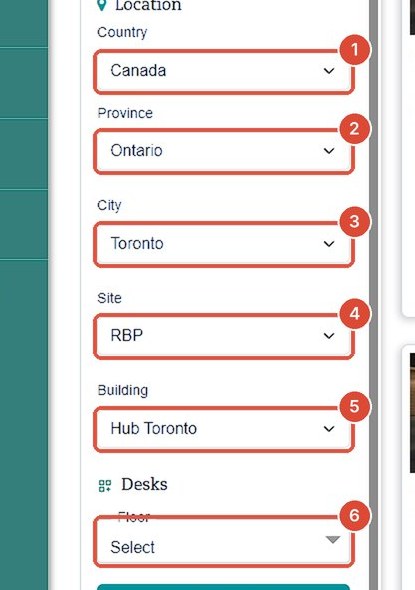 Location
Country
1
Canada
Province
2
Ontario
City
3
Toronto
Site
4
RBP
Building
5
Hub Toronto
Desks
Floor
6
Select